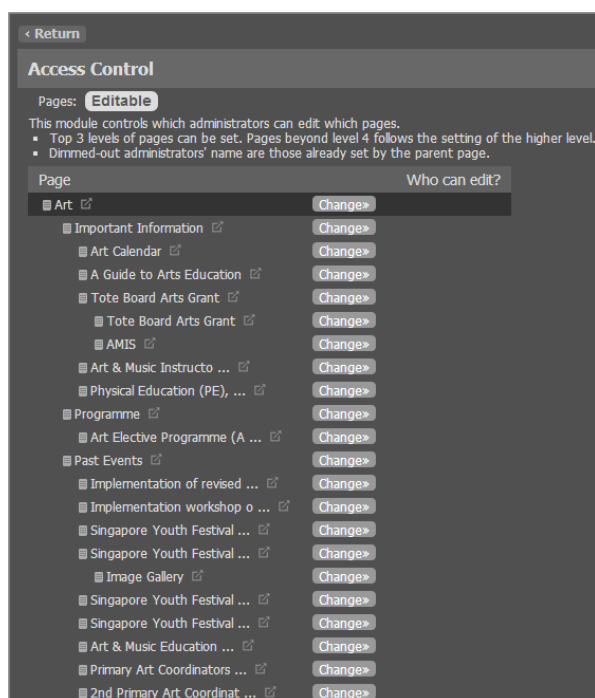 ‹ Return
Access Control
Pages: Editable
This module controls which administrators can edit which pages.
▪ Top 3 levels of pages can be set. Pages beyond level 4 follows the setting of the higher level.
▪ Dimmed-out administrators' name are those already set by the parent page.
Page Who can edit?
Art Change»
Important Information Change»
Art Calendar Change»
A Guide to Arts Education Change»
Tote Board Arts Grant Change»
Tote Board Arts Grant Change»
AMIS Change»
Art & Music Instructo ... Change»
Physical Education (PE), ... Change»
Programme Change»
Art Elective Programme (A ... Change»
Past Events Change»
Implementation of revised ... Change»
Implementation workshop o ... Change»
Singapore Youth Festival ... Change»
Singapore Youth Festival ... Change»
Image Gallery Change»
Singapore Youth Festival ... Change»
Singapore Youth Festival ... Change»
Art & Music Education ... Change»
Primary Art Coordinators ... Change»
2nd Primary Art Coordinat ... Change»